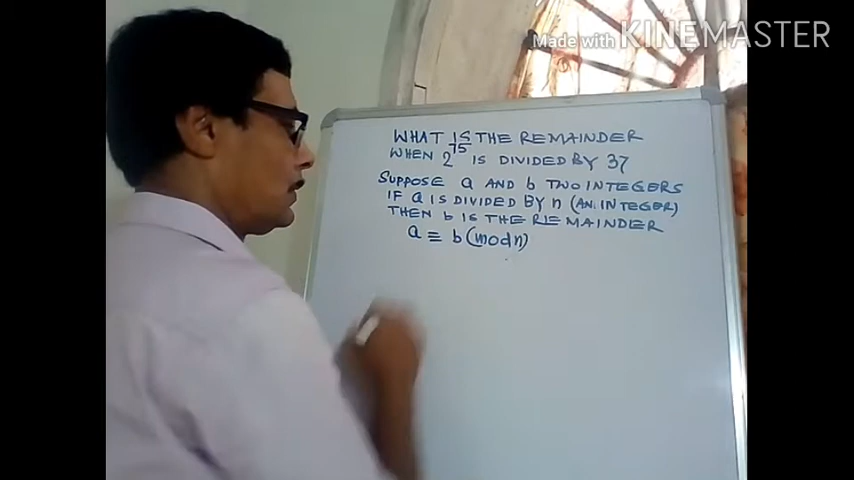 Made with KINEMASTER
WHAT IS THE REMAINDER
WHEN 2^75 IS DIVIDED BY 37
SUPPOSE a AND b TWO INTEGERS
IF a IS DIVIDED BY n (AN INTEGER)
THEN b IS THE REMAINDER
a ≡ b (mod n)